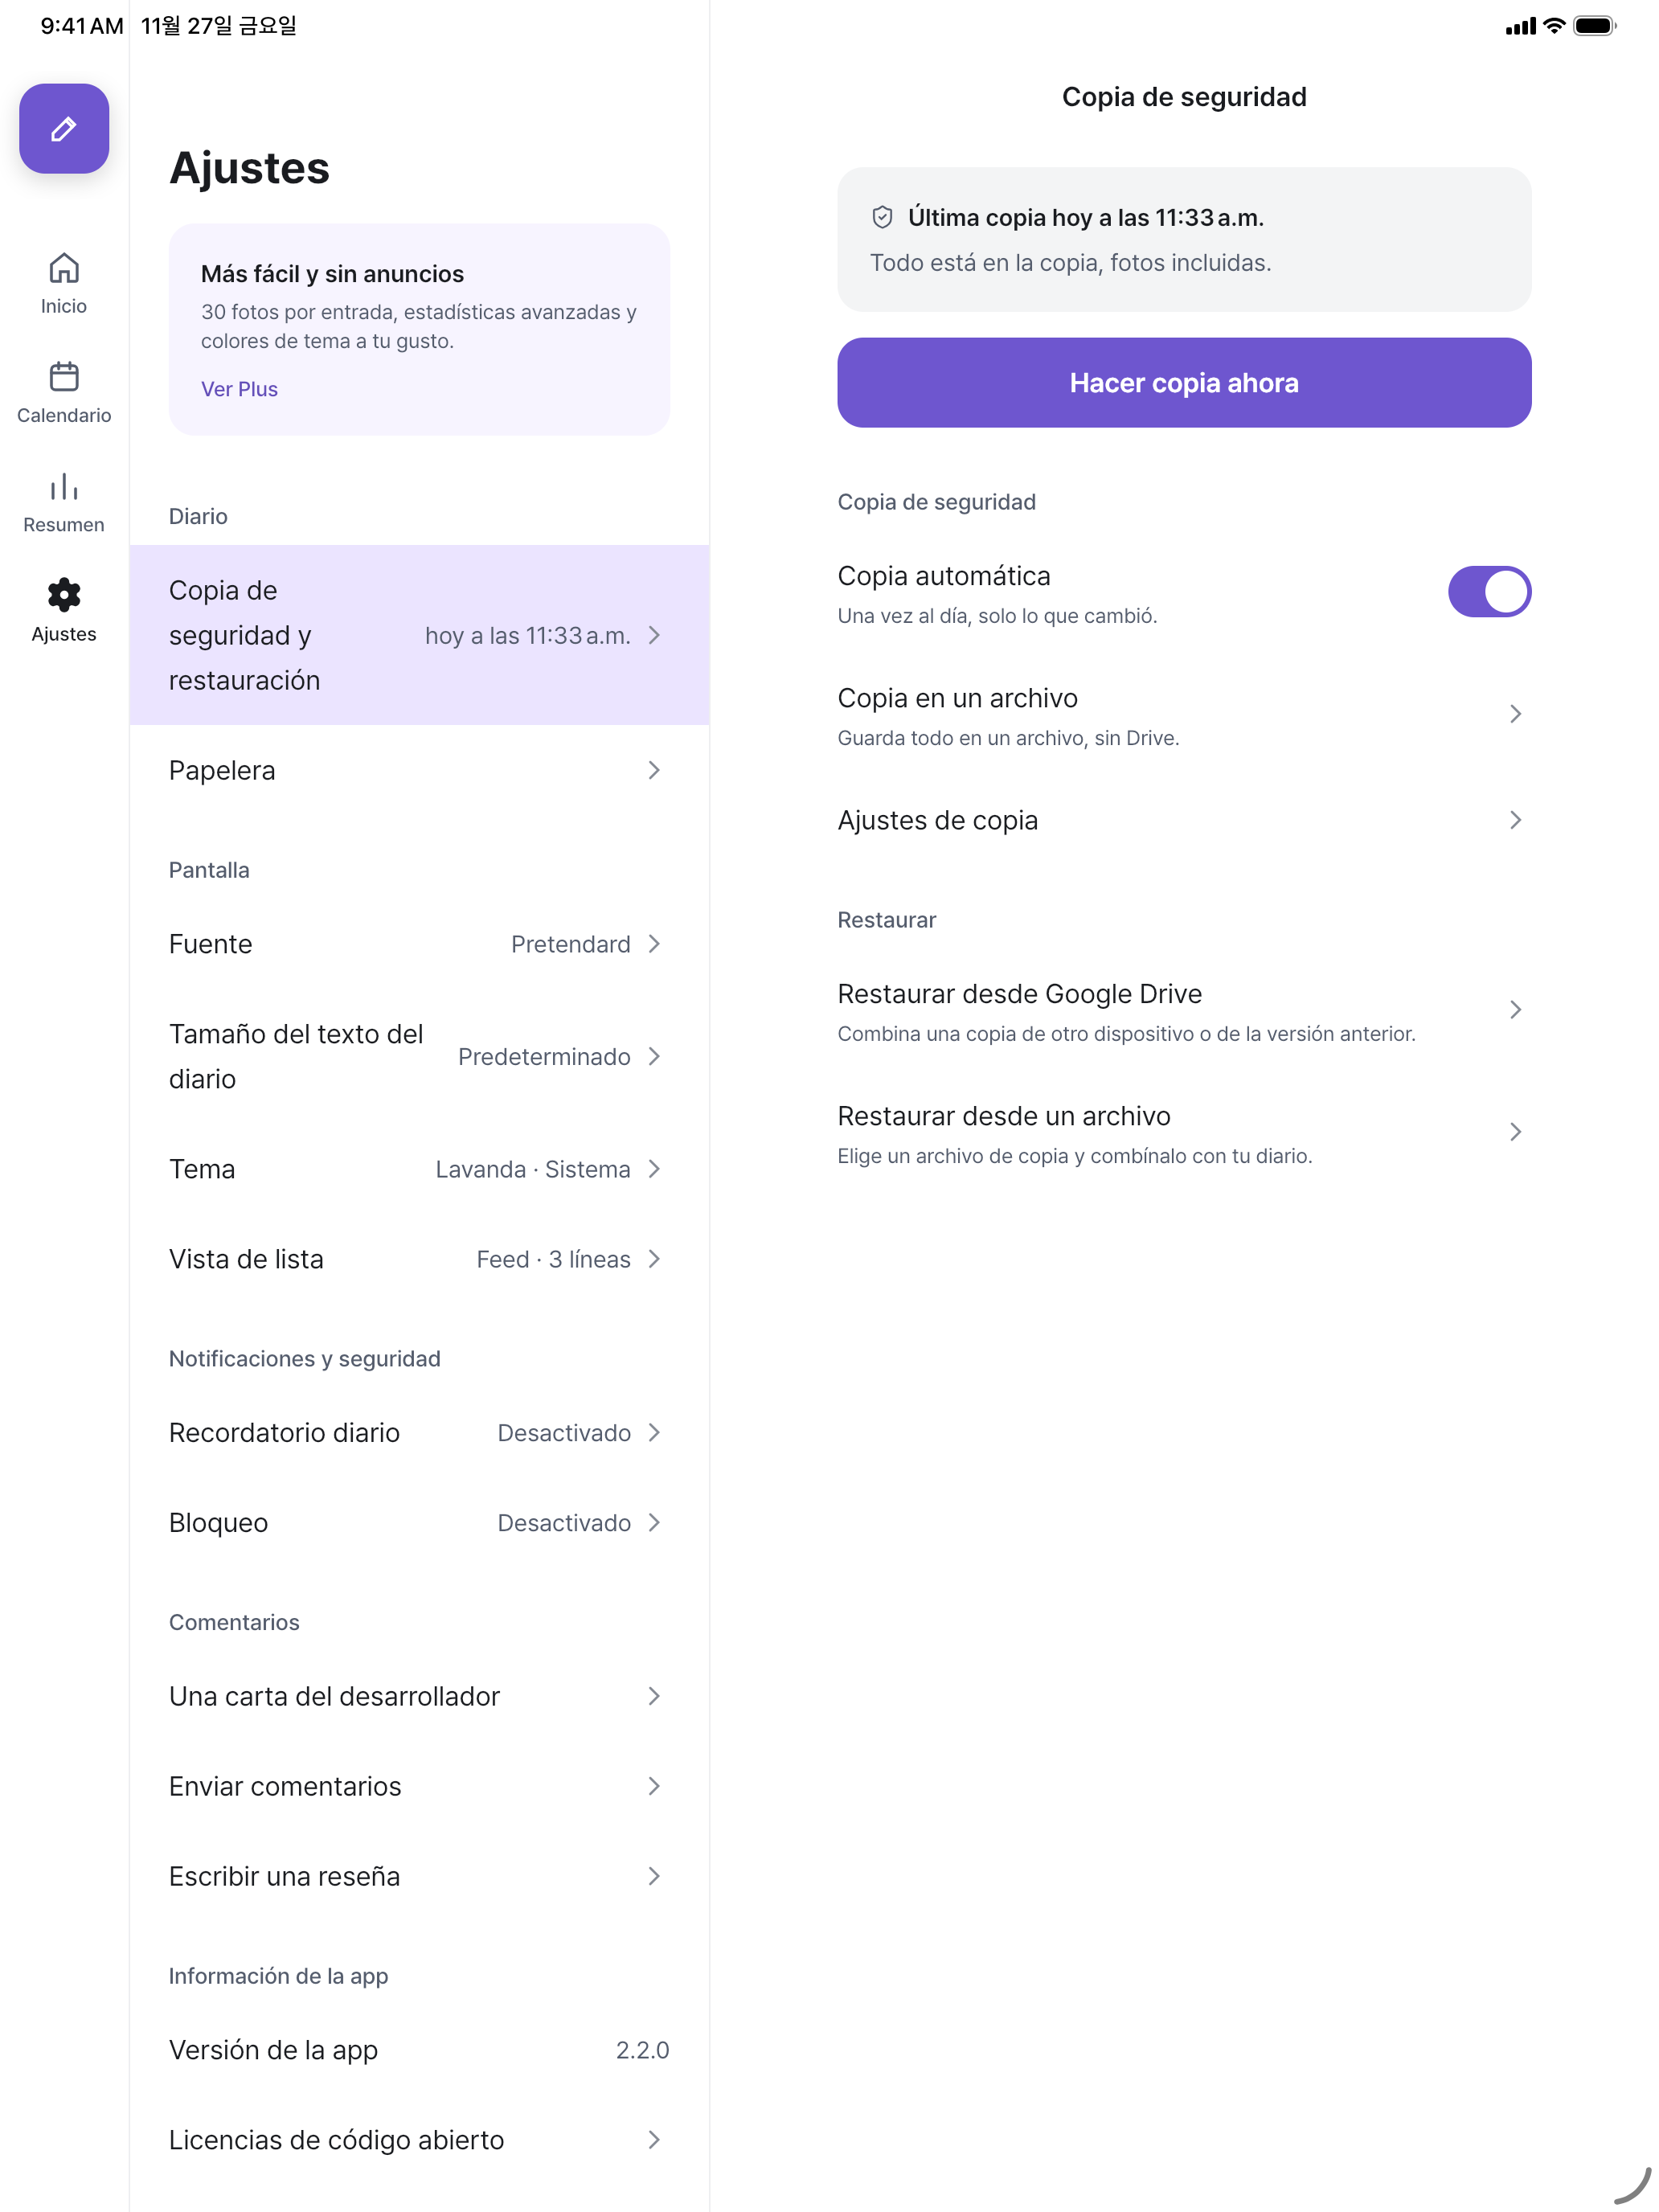 9:41 AM 11월 27일 금요일
Inicio
Calendario
Resumen
Ajustes
Ajustes
Más fácil y sin anuncios
30 fotos por entrada, estadísticas avanzadas y
colores de tema a tu gusto.
Ver Plus
Diario
Copia de
seguridad y
restauración
hoy a las 11:33 a.m.
Papelera
Pantalla
Fuente
Pretendard
Tamaño del texto del
diario
Predeterminado
Tema
Lavanda · Sistema
Vista de lista
Feed · 3 líneas
Notificaciones y seguridad
Recordatorio diario
Desactivado
Bloqueo
Desactivado
Comentarios
Una carta del desarrollador
Enviar comentarios
Escribir una reseña
Información de la app
Versión de la app
2.2.0
Licencias de código abierto
Copia de seguridad
Última copia hoy a las 11:33 a.m.
Todo está en la copia, fotos incluidas.
Hacer copia ahora
Copia de seguridad
Copia automática
Una vez al día, solo lo que cambió.
Copia en un archivo
Guarda todo en un archivo, sin Drive.
Ajustes de copia
Restaurar
Restaurar desde Google Drive
Combina una copia de otro dispositivo o de la versión anterior.
Restaurar desde un archivo
Elige un archivo de copia y combínalo con tu diario.